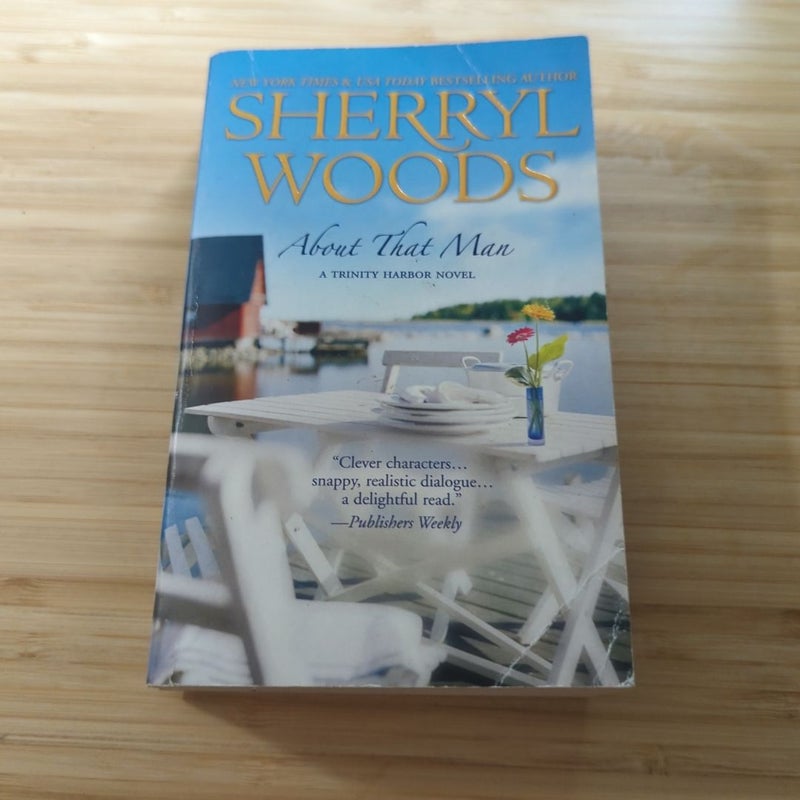 NEW YORK TIMES & USA TODAY BESTSELLING AUTHOR
SHERRYL
WOODS
About That Man
A TRINITY HARBOR NOVEL
“Clever characters…
snappy, realistic dialogue…
a delightful read.”
—Publishers Weekly